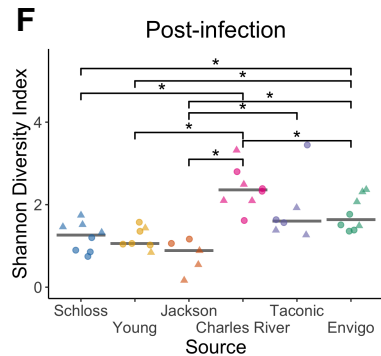 F
Post-infection
Shannon Diversity Index
4
2
0
*
*
*
*
*
*
*
*
Schloss Jackson Taconic
Young Charles River Envigo
Source